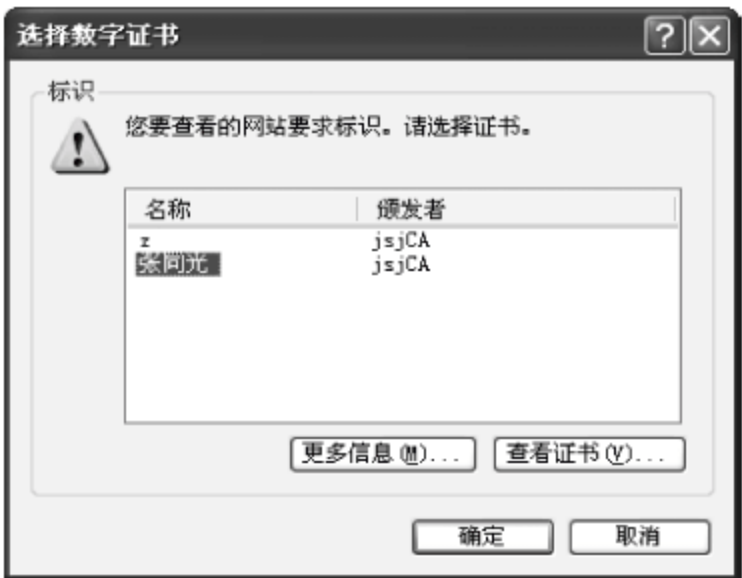 选择数字证书
标识
您要查看的网站要求标识。请选择证书。
名称 颁发者
z jsjCA
张同光 jsjCA
更多信息(M)... 查看证书(V)...
确定 取消